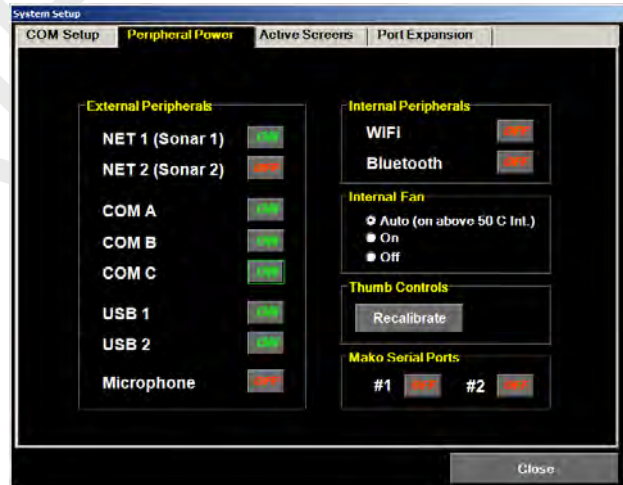 System Setup
COM Setup Peripheral Power Active Screens Port Expansion
External Peripherals
NET 1 (Sonar 1) ON
NET 2 (Sonar 2) OFF
COM A ON
COM B ON
COM C ON
USB 1 ON
USB 2 ON
Microphone OFF
Internal Peripherals
WIFI OFF
Bluetooth OFF
Internal Fan
Auto (on above 50 C Int.)
On
Off
Thumb Controls
Recalibrate
Mako Serial Ports
#1 OFF #2 OFF
Close